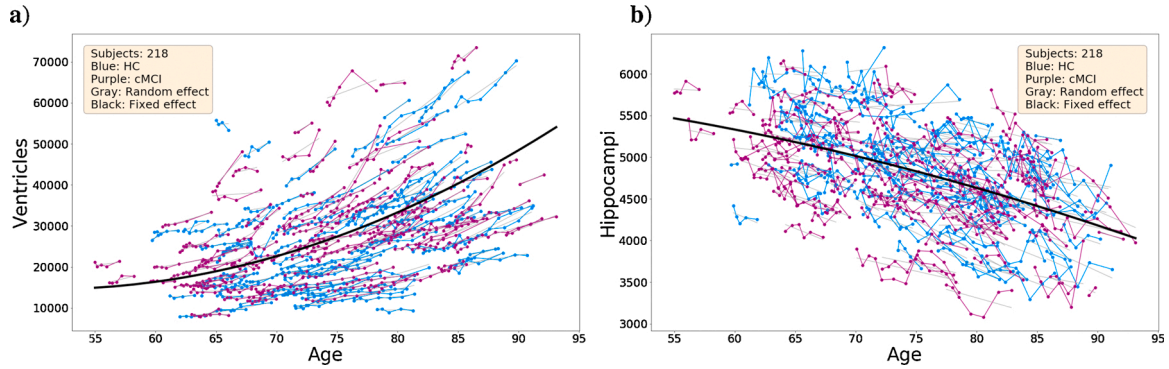 a)
Subjects: 218
Blue: HC
Purple: cMCI
Gray: Random effect
Black: Fixed effect
Ventricles
70000
60000
50000
40000
30000
20000
10000
55 60 65 70 75 80 85 90 95
Age
b)
Subjects: 218
Blue: HC
Purple: cMCI
Gray: Random effect
Black: Fixed effect
Hippocampi
6000
5500
5000
4500
4000
3500
3000
55 60 65 70 75 80 85 90 95
Age